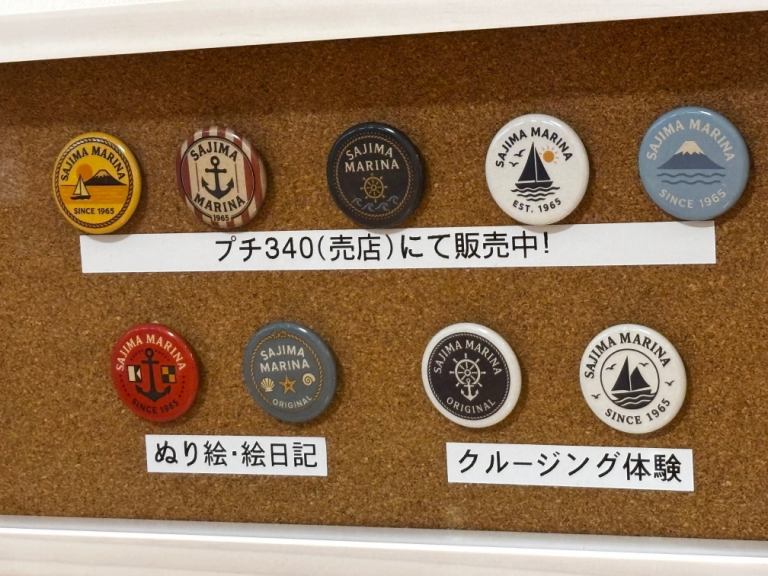 SAJIMA MARINA
SINCE 1965
SAJIMA
MARINA
1965
SAJIMA
MARINA
SAJIMA MARINA
EST. 1965
SAJIMA MARINA
SINCE 1965
プチ340(売店)にて販売中!
SAJIMA MARINA
SINCE 1965
SAJIMA
MARINA
ORIGINAL
SAJIMA MARINA
ORIGINAL
SAJIMA MARINA
SINCE 1965
ぬり絵・絵日記
クルージング体験